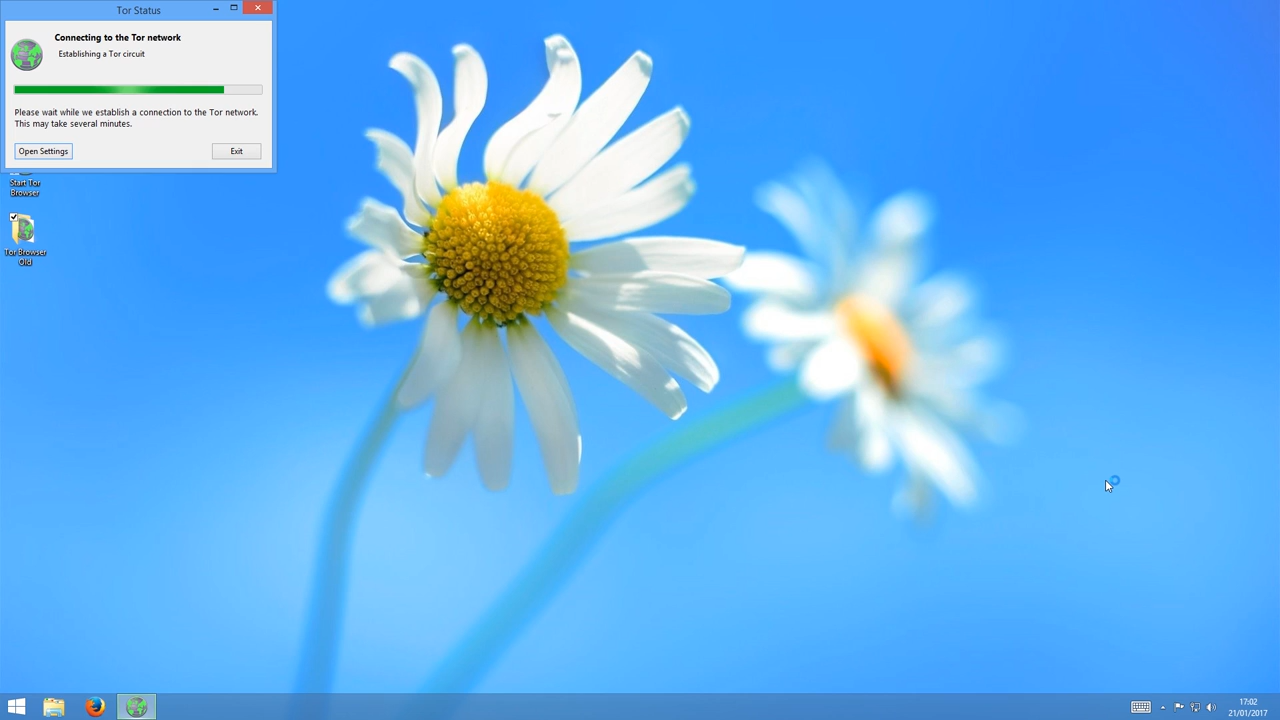 Tor Status
Connecting to the Tor network
Establishing a Tor circuit
Please wait while we establish a connection to the Tor network.
This may take several minutes.
Open Settings
Exit
Start Tor
Browser
Tor Browser
Old
17:02
21/01/2017